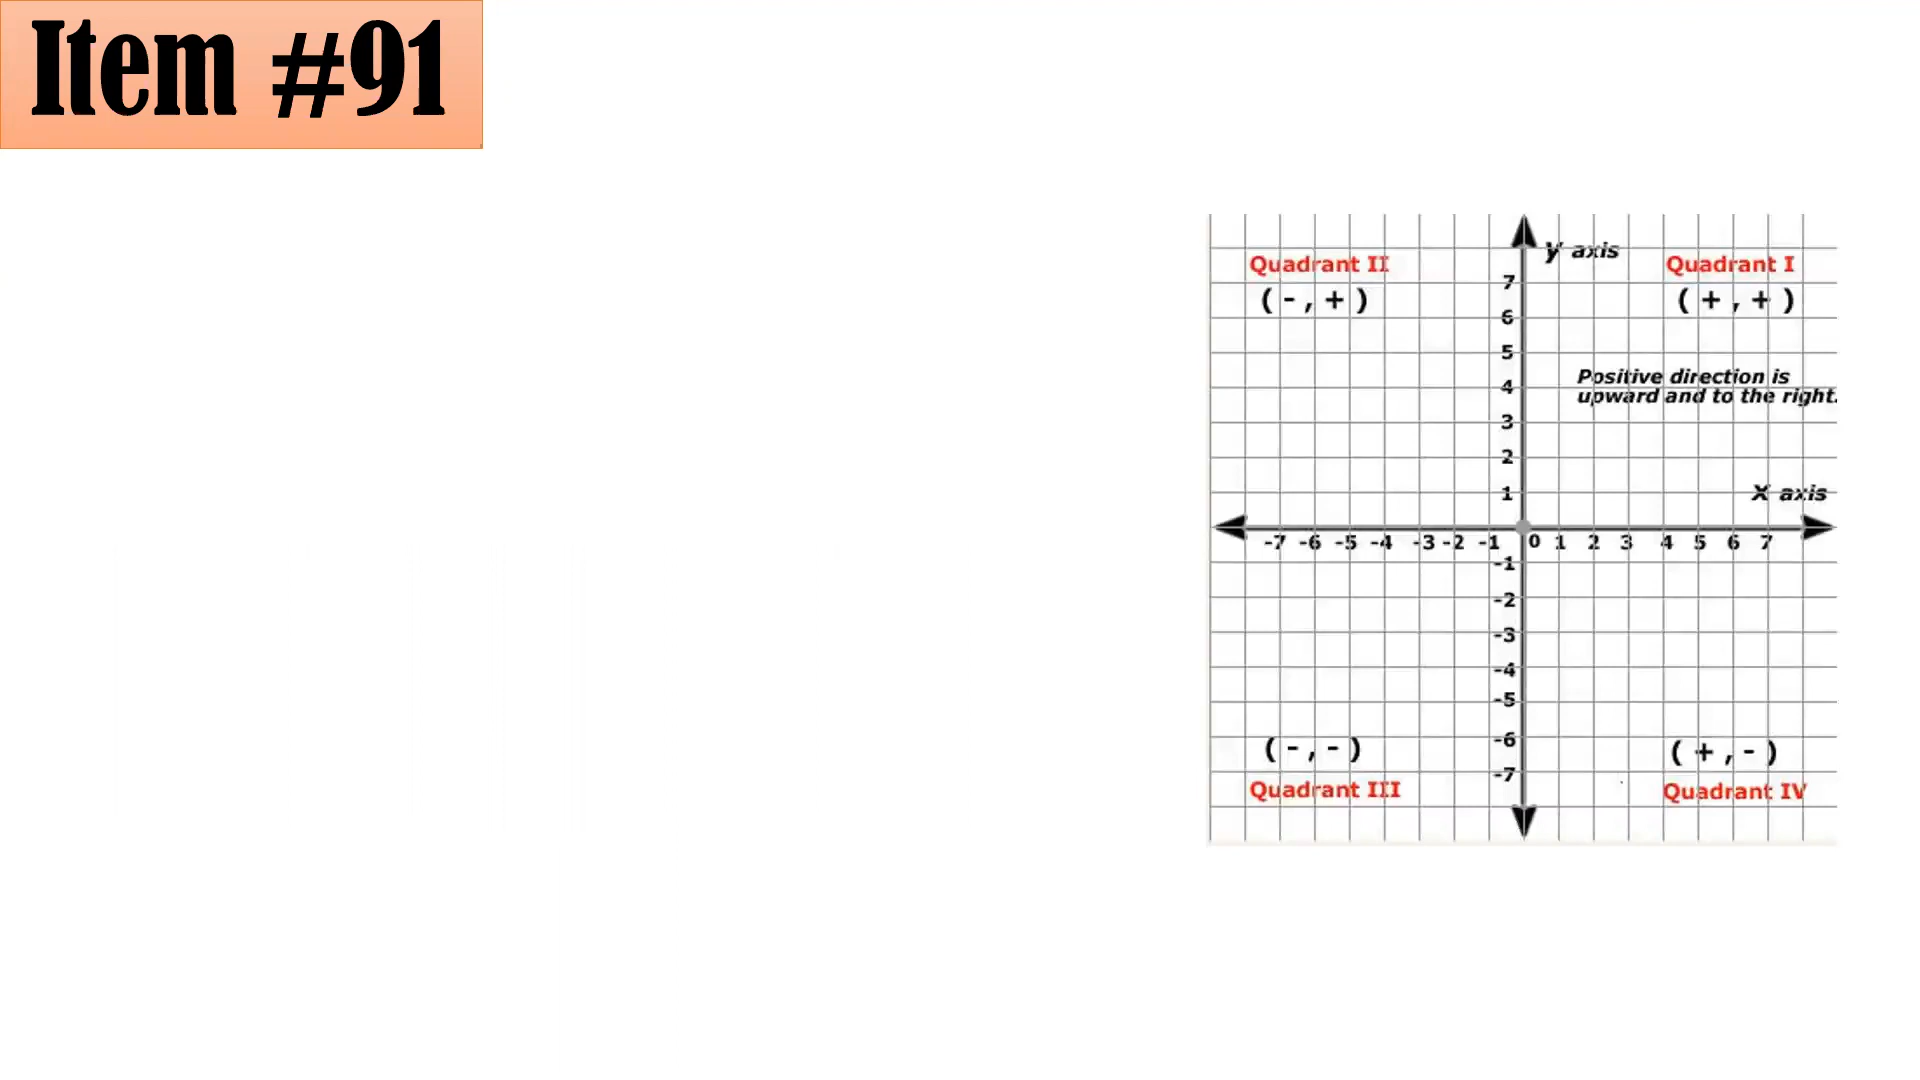 Item #91
y axis
Quadrant II
Quadrant I
( - , + )
( + , + )
7
6
5
4
3
2
1
Positive direction is
upward and to the right.
X axis
-7 -6 -5 -4 -3 -2 -1 0 1 2 3 4 5 6 7
-1
-2
-3
-4
-5
-6
-7
( - , - )
( + , - )
Quadrant III
Quadrant IV